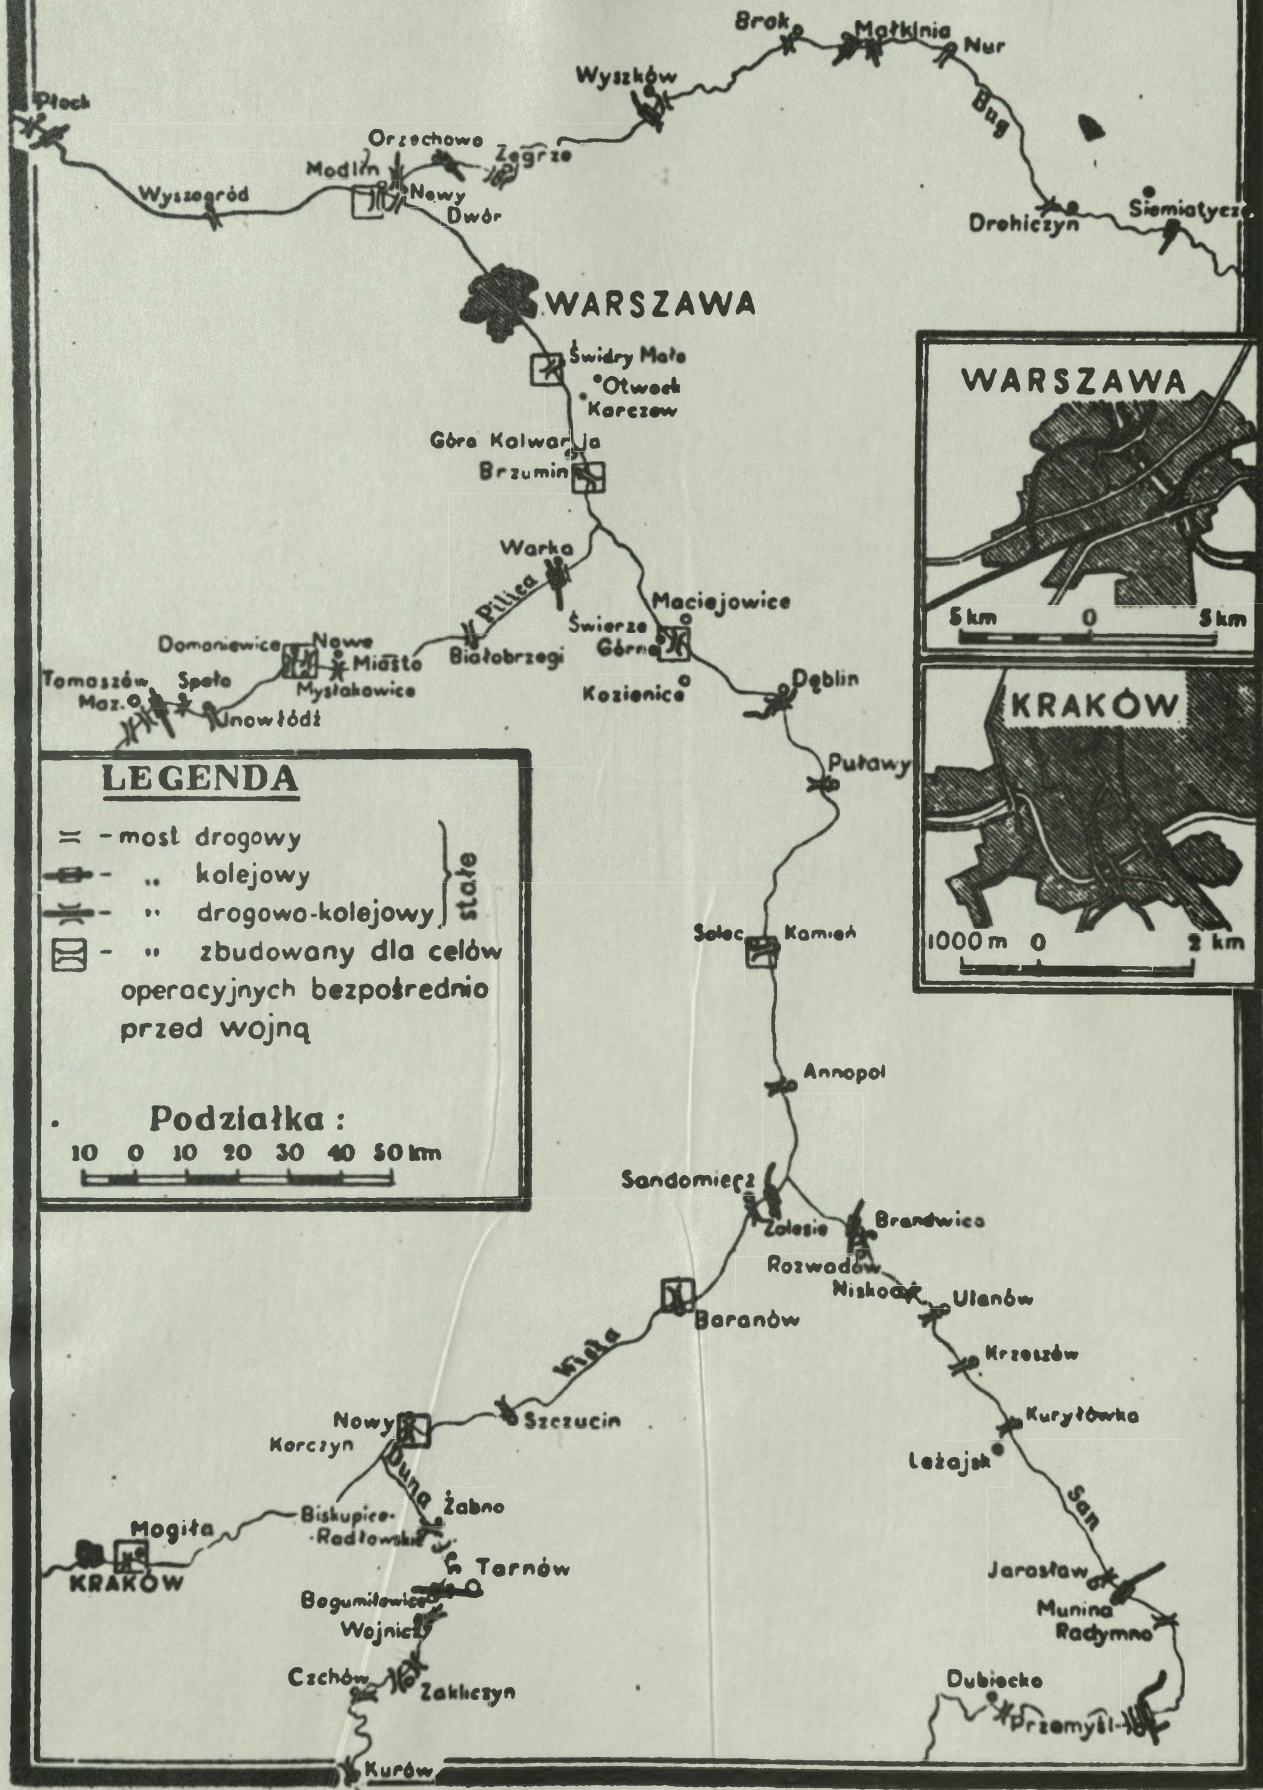 Brok
Małkinia
Nur
Wyszków
Płock
Bug
Orzechowo
Zegrze
Modlin
Nowy
Dwór
Wyszogród
Siemiatycze
Drohiczyn
WARSZAWA
Świdry Małe
Otwock
Karczew
Góra Kalwarja
Brzumin
WARSZAWA
5 km 0 5 km
Warka
Pilica
Maciejowice
Świerże
Górne
Białobrzegi
Domaniewice
Nowe
Miasto
Mysłakowice
Tomaszów
Maz.
Spała
Inowłódź
Kozienice
Dęblin
Puławy
KRAKÓW
1000 m 0 2 km
LEGENDA
- most drogowy
- „ kolejowy
- „ drogowo-kolejowy
stałe
- „ zbudowany dla celów
operacyjnych bezpośrednio
przed wojną
Podziałka :
10 0 10 20 30 40 50 km
Solec
Kamień
Annopol
Sandomierz
Zalesie
Brandwica
Rozwadów
Nisko
Ulanów
Baranów
Wisła
Krzeszów
Szczucin
Nowy
Korczyn
Kuryłówka
Leżajsk
Duna
Żabno
Biskupice-
-Radłowskie
San
Mogiła
KRAKÓW
Tarnów
Bogumiłowice
Wojnicz
Jarosław
Munina
Radymno
Czchów
Zakliczyn
Dubiecko
Przemyśl
Kurów